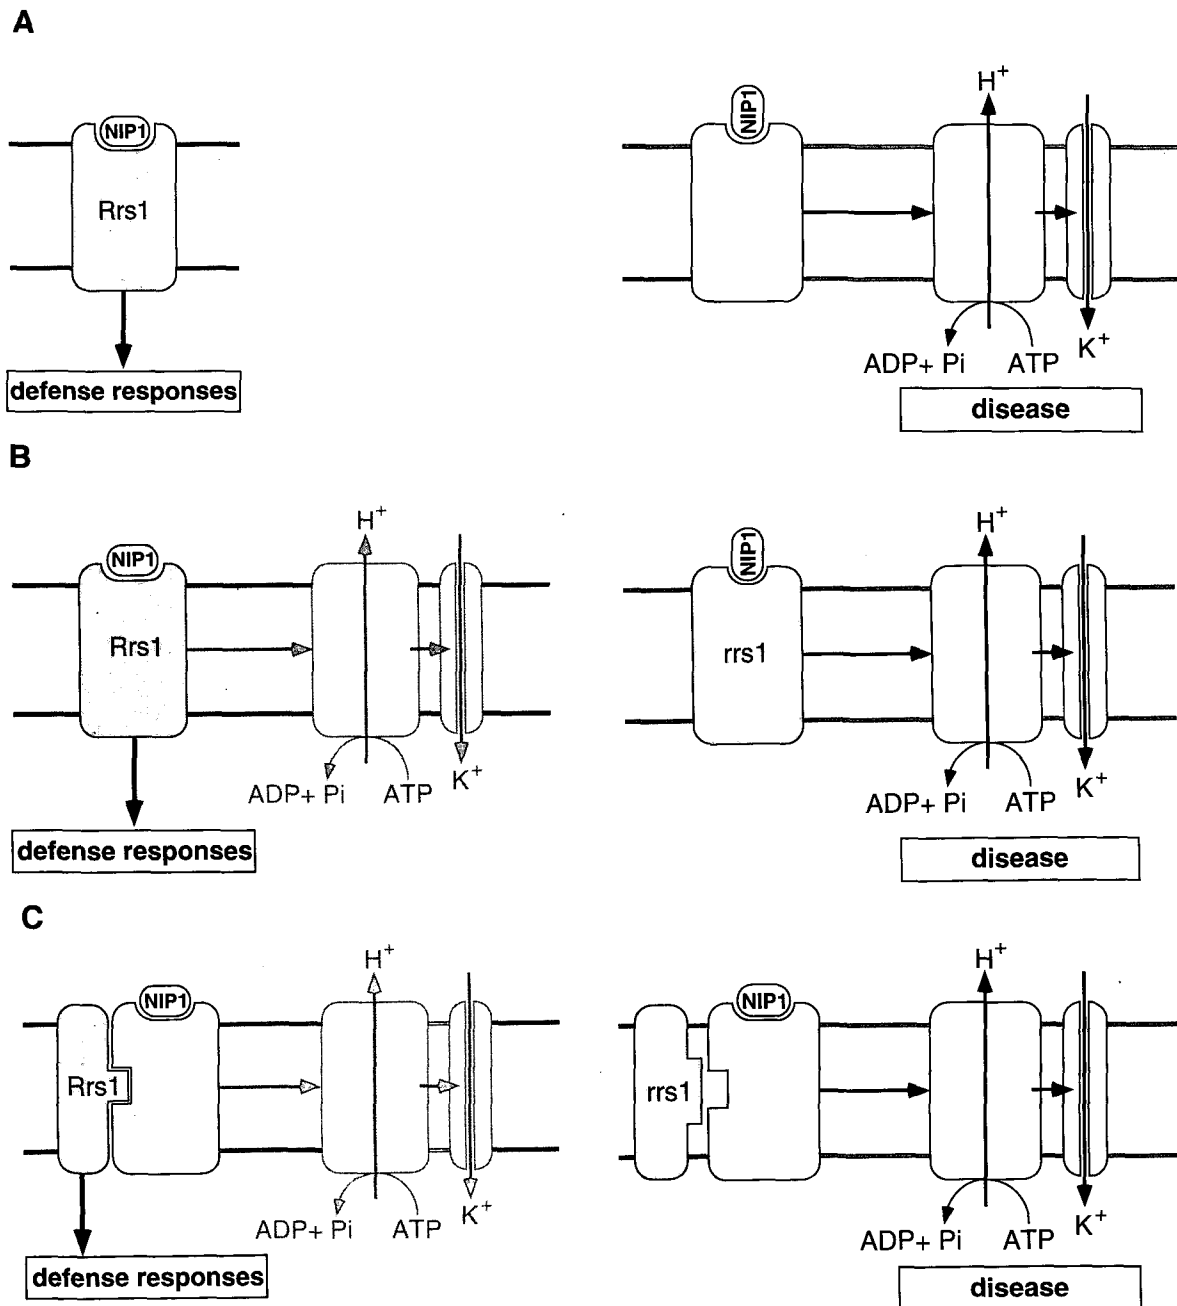 A
NIP1
Rrs1
defense responses
NIP1
H+
ADP+ Pi
ATP
K+
disease
B
NIP1
Rrs1
H+
ADP+ Pi
ATP
K+
defense responses
NIP1
rrs1
H+
ADP+ Pi
ATP
K+
disease
C
Rrs1
NIP1
H+
ADP+ Pi
ATP
K+
defense responses
rrs1
NIP1
H+
ADP+ Pi
ATP
K+
disease